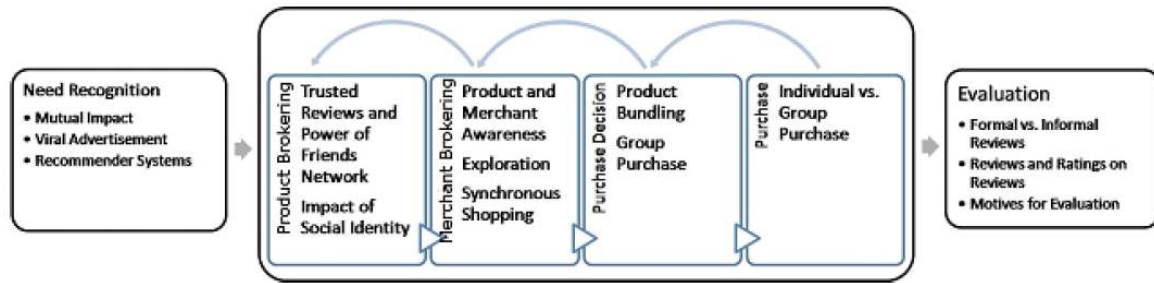 Need Recognition
• Mutual Impact
• Viral Advertisement
• Recommender Systems
Product Brokering
Trusted
Reviews and
Power of
Friends
Network
Impact of
Social Identity
Merchant Brokering
Product and
Merchant
Awareness
Exploration
Synchronous
Shopping
Purchase Decision
Product
Bundling
Group
Purchase
Purchase
Individual vs.
Group
Purchase
Evaluation
• Formal vs. Informal
Reviews
• Reviews and Ratings on
Reviews
• Motives for Evaluation